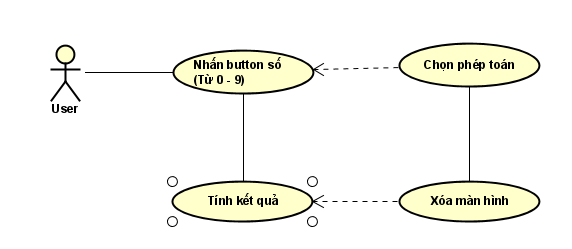 Nhấn button số
(Từ 0 - 9)
Chọn phép toán
User
Tính kết quả
Xóa màn hình